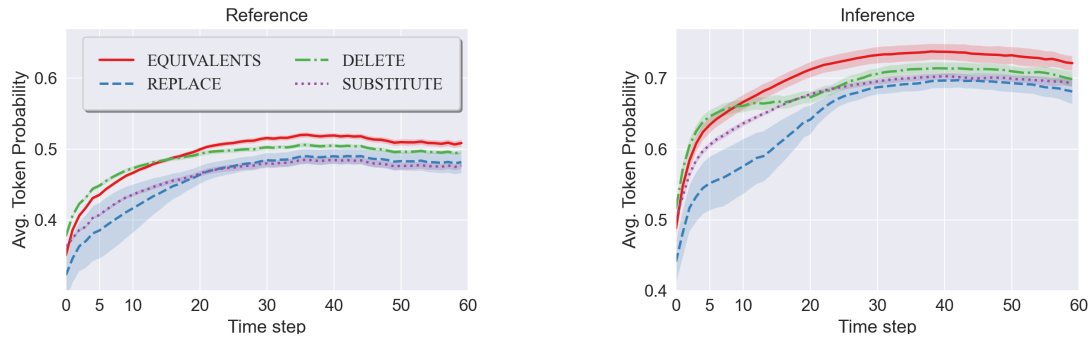 Reference
Avg. Token Probability
0.6
0.5
0.4
EQUIVALENTS
REPLACE
DELETE
SUBSTITUTE
0 5 10 20 30 40 50 60
Time step
Inference
Avg. Token Probability
0.7
0.6
0.5
0.4
0 5 10 20 30 40 50 60
Time step